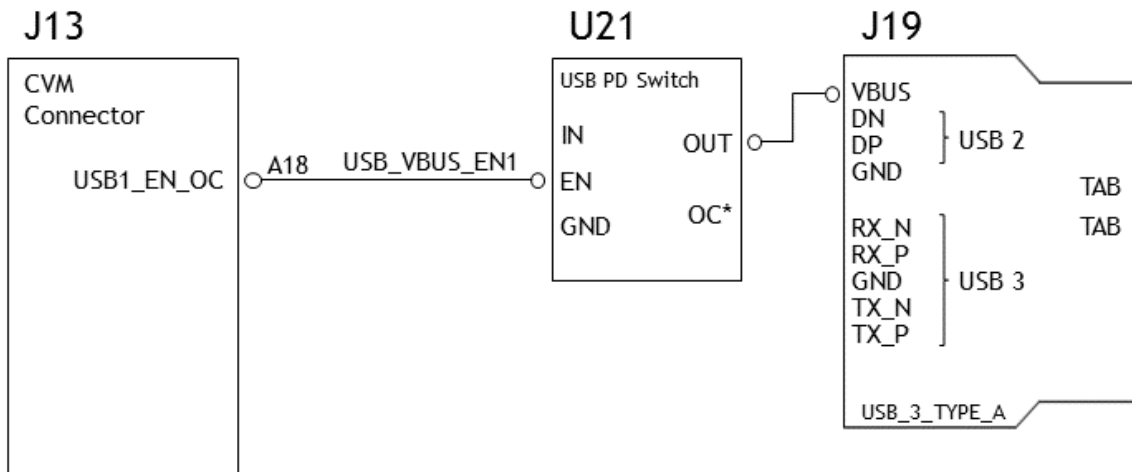 J13
CVM
Connector
USB1_EN_OC
A18
USB_VBUS_EN1
U21
USB PD Switch
IN
EN
GND
OUT
OC*
J19
VBUS
DN
DP
GND
USB 2
RX_N
RX_P
GND
TX_N
TX_P
USB 3
TAB
TAB
USB_3_TYPE_A